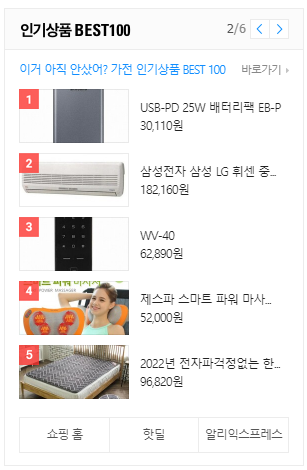 인기상품 BEST100
2/6
이거 아직 안샀어? 가전 인기상품 BEST 100
바로가기
1
USB-PD 25W 배터리팩 EB-P
30,110원
2
삼성전자 삼성 LG 휘센 중...
182,160원
3
WV-40
62,890원
4
POWER MASSAGER
제스파 스마트 파워 마사...
52,000원
5
2022년 전자파걱정없는 한...
96,820원
쇼핑 홈
핫딜
알리익스프레스